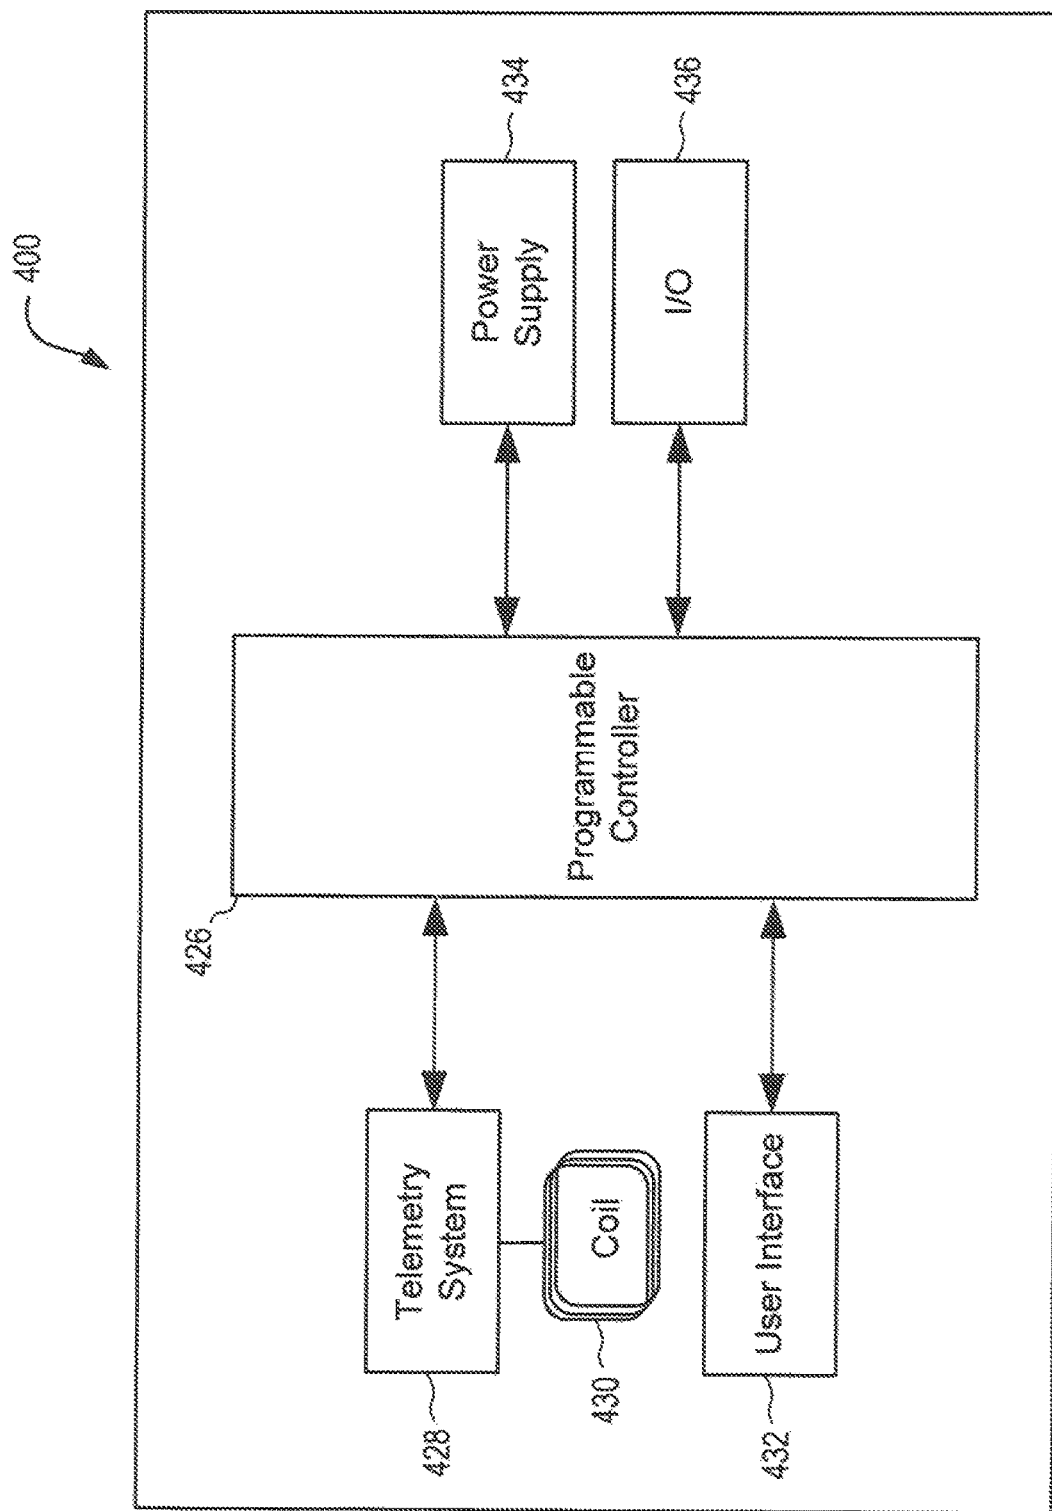 400
426
428
Telemetry
System
430
Coil
432
User Interface
Programmable
Controller
434
Power
Supply
436
I/O